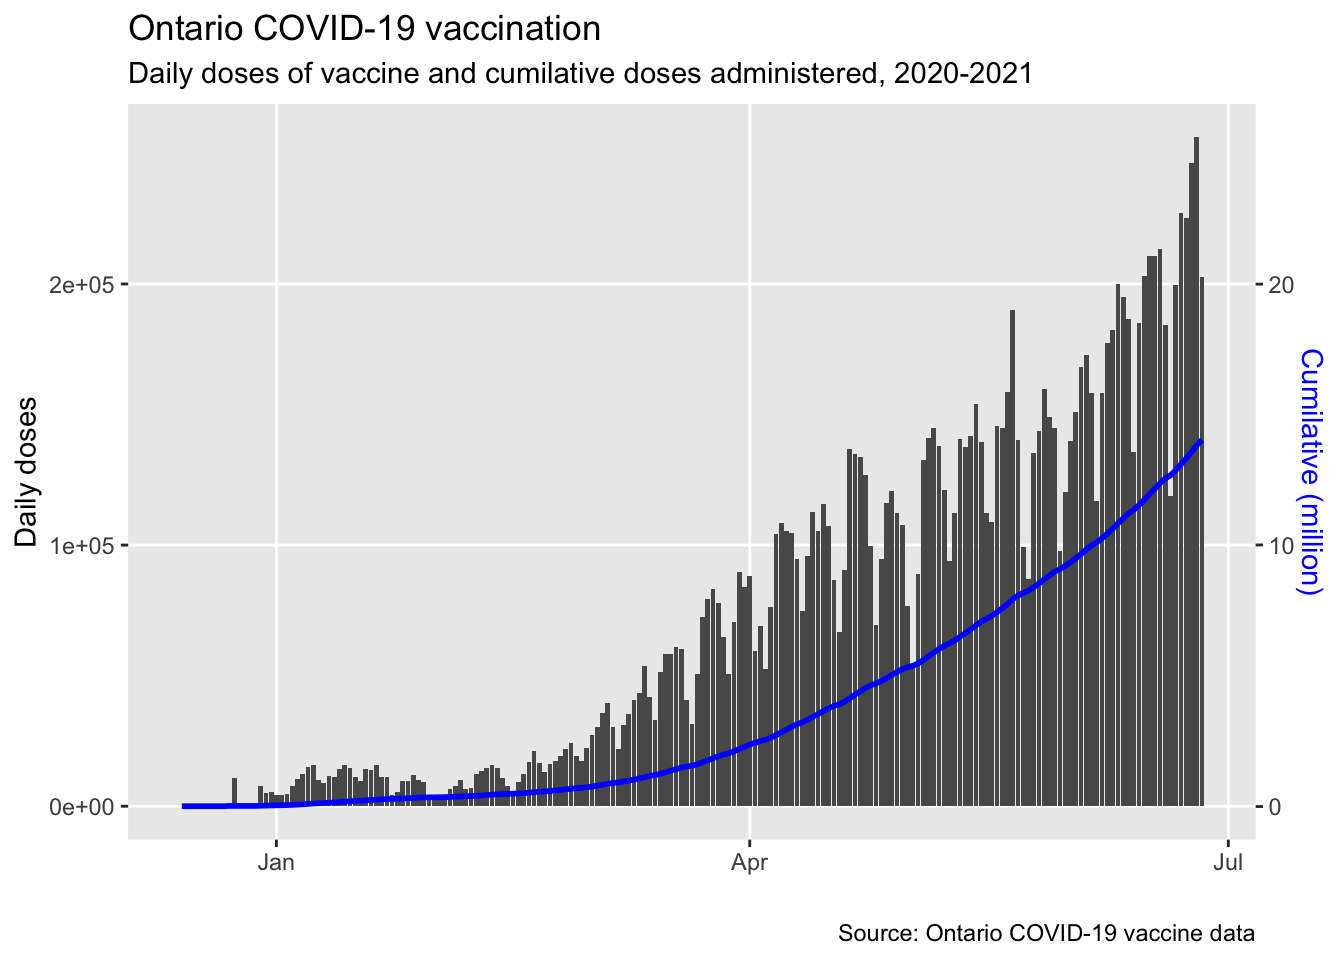 Ontario COVID-19 vaccination
Daily doses of vaccine and cumilative doses administered, 2020-2021
Daily doses
2e+05
1e+05
0e+00
20
10
0
Cumilative (million)
Jan
Apr
Jul
Source: Ontario COVID-19 vaccine data